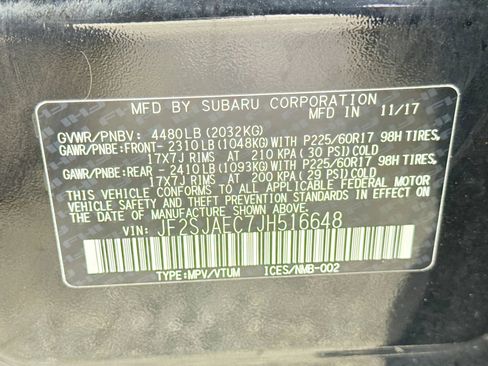 MFD BY SUBARU CORPORATION
MFD IN 11/17
GVWR/PNBV: 4480LB(2032KG)
GAWR/PNBE:FRONT-2310LB(1048KG)WITH P225/60R17 98H TIRES,
17X7J RIMS AT 210 KPA(30 PSI)COLD
GAWR/PNBE:REAR -2410LB(1093KG)WITH P225/60R17 98H TIRES,
17X7J RIMS AT 200 KPA(29 PSI)COLD
THIS VEHICLE CONFORMS TO ALL APPLICABLE FEDERAL MOTOR
VEHICLE SAFETY AND THEFT PREVENTION STANDARDS IN EFFECT
ON THE DATE OF MANUFACTURE SHOWN ABOVE.
VIN: JF2SJAEC7JH516648
TYPE:MPV/VTUM ICES/NMB-002